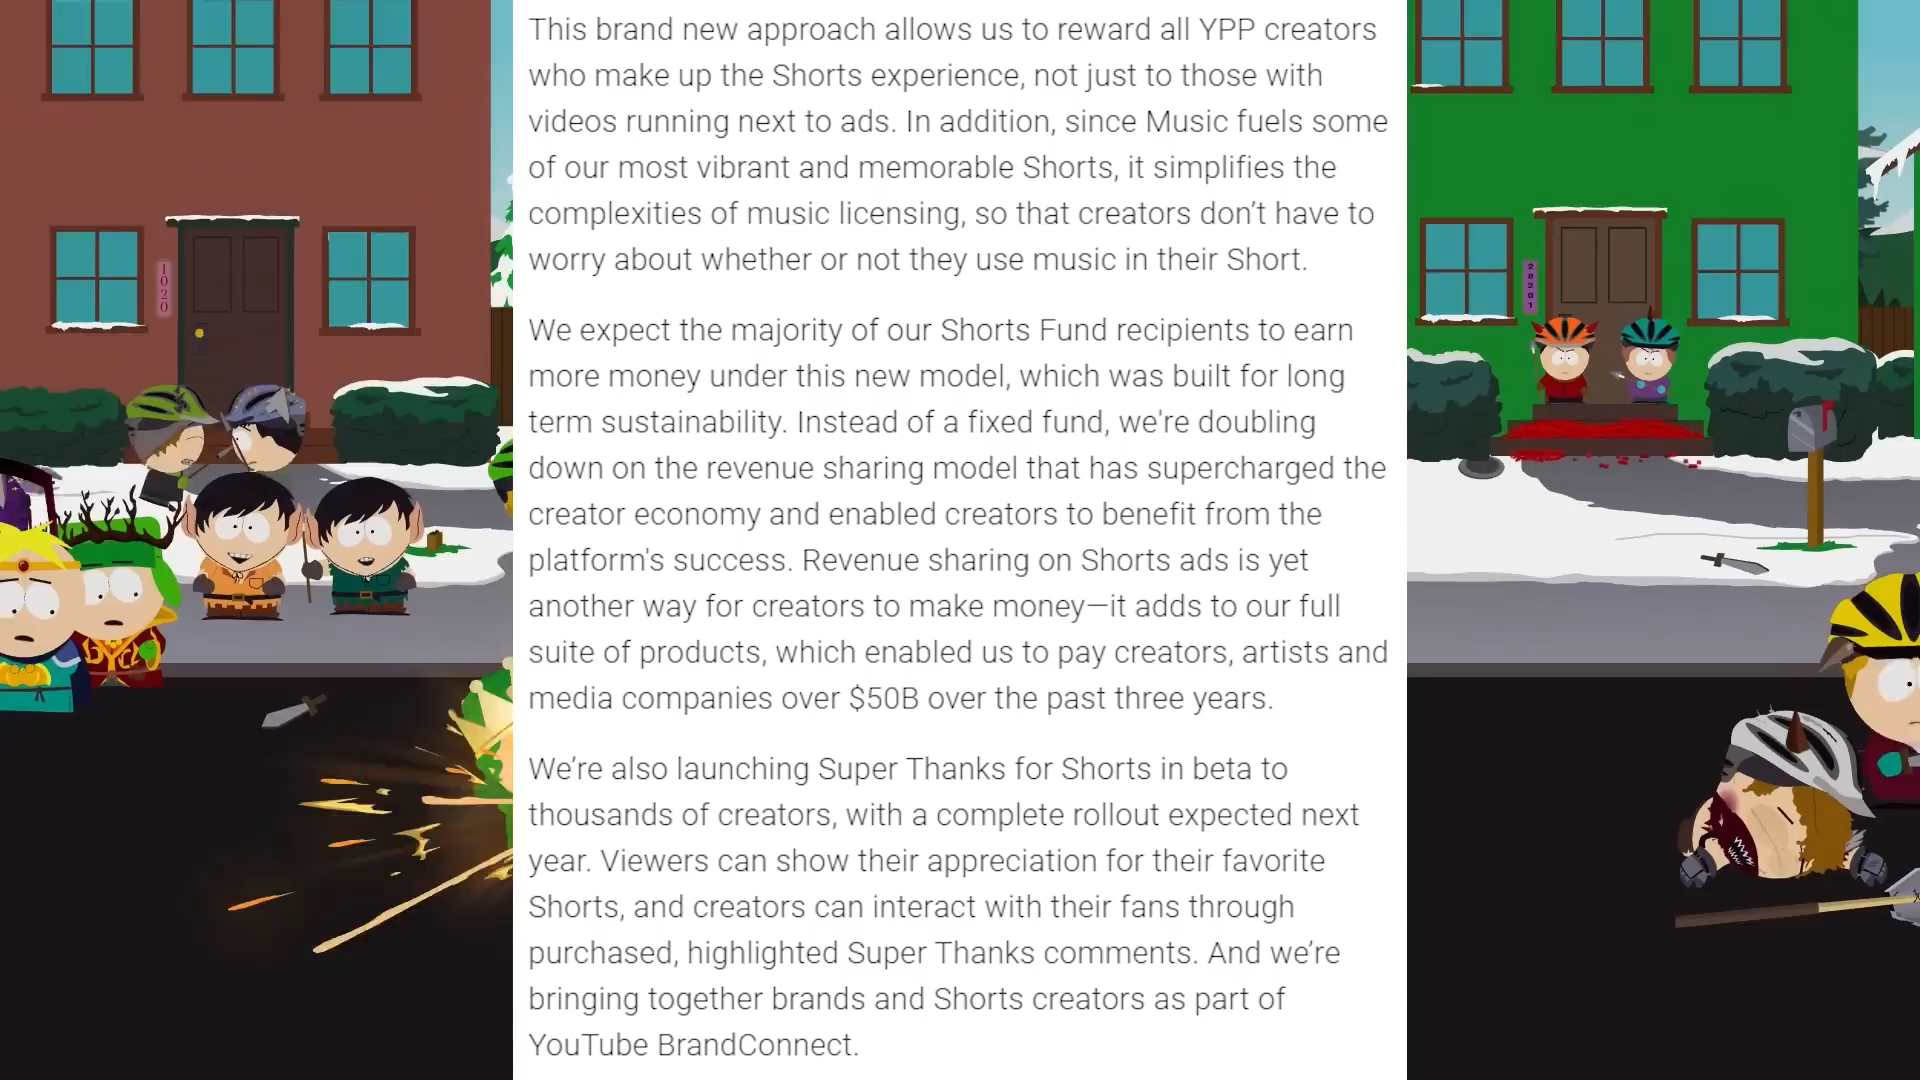 This brand new approach allows us to reward all YPP creators
who make up the Shorts experience, not just to those with
videos running next to ads. In addition, since Music fuels some
of our most vibrant and memorable Shorts, it simplifies the
complexities of music licensing, so that creators don’t have to
worry about whether or not they use music in their Short.
We expect the majority of our Shorts Fund recipients to earn
more money under this new model, which was built for long
term sustainability. Instead of a fixed fund, we're doubling
down on the revenue sharing model that has supercharged the
creator economy and enabled creators to benefit from the
platform's success. Revenue sharing on Shorts ads is yet
another way for creators to make money—it adds to our full
suite of products, which enabled us to pay creators, artists and
media companies over $50B over the past three years.
We’re also launching Super Thanks for Shorts in beta to
thousands of creators, with a complete rollout expected next
year. Viewers can show their appreciation for their favorite
Shorts, and creators can interact with their fans through
purchased, highlighted Super Thanks comments. And we’re
bringing together brands and Shorts creators as part of
YouTube BrandConnect.
1020
28201